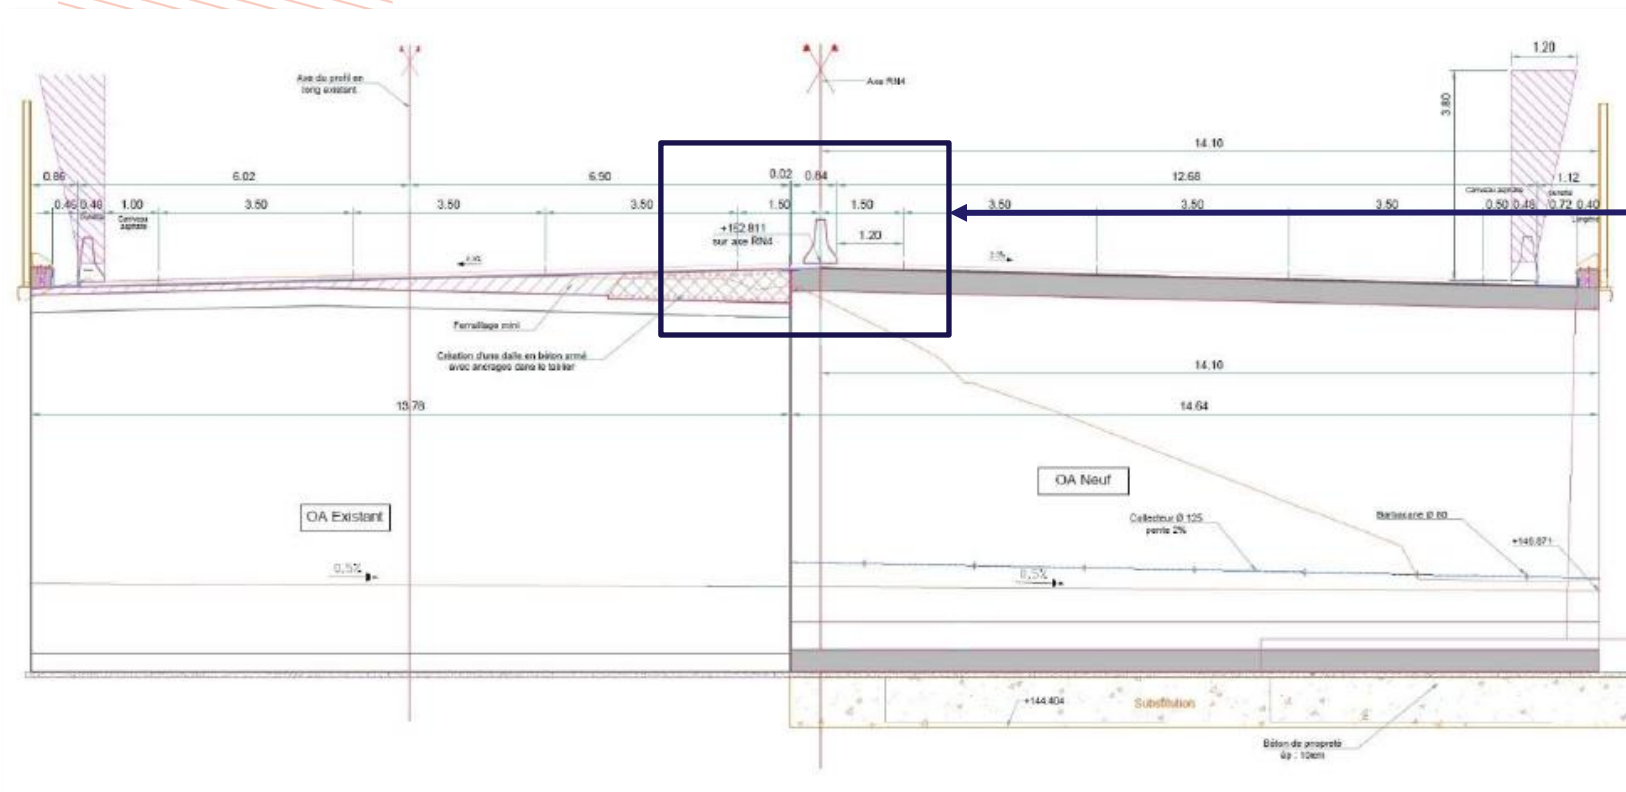 1.20
Axe du profil en
long existant
Axe RN4
3.80
14.10
0.86
6.02
6.90
0.02
0.84
12.68
1.12
0.46
0.48
1.00
3.50
3.50
3.50
1.50
1.50
3.50
3.50
3.50
0.50
0.48
0.72
0.40
Caniveau
asphalte
+152.811
sur axe RN4
1.20
Ferraillage mini
Création d'une dalle en béton armé
avec ancrages dans le tablier
14.10
13.78
14.64
OA Neuf
OA Existant
Collecteur Ø 125
pente 2%
Barbacane Ø 80
0,5%
0,5%
+144.404
Substitution
Béton de propreté
ép : 10cm